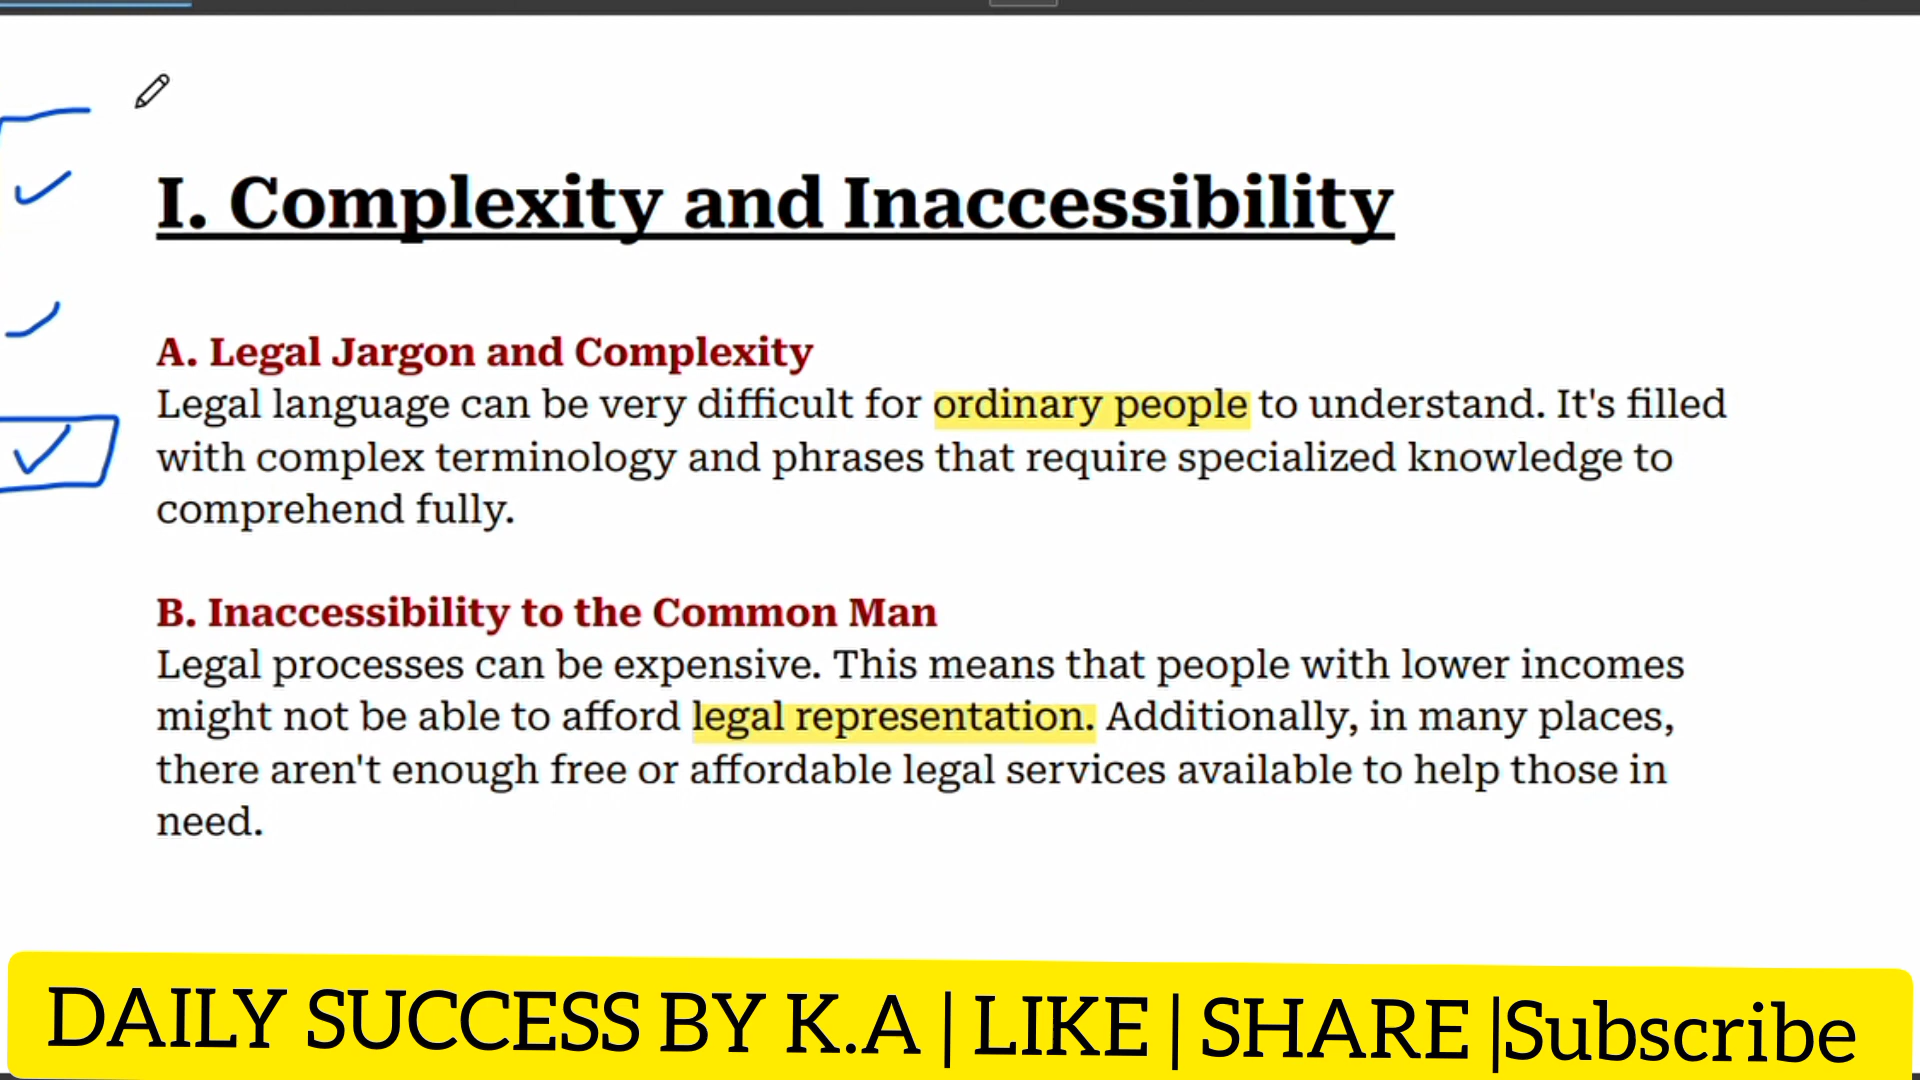 I. Complexity and Inaccessibility
A. Legal Jargon and Complexity
Legal language can be very difficult for ordinary people to understand. It's filled
with complex terminology and phrases that require specialized knowledge to
comprehend fully.
B. Inaccessibility to the Common Man
Legal processes can be expensive. This means that people with lower incomes
might not be able to afford legal representation. Additionally, in many places,
there aren't enough free or affordable legal services available to help those in
need.
DAILY SUCCESS BY K.A | LIKE | SHARE |Subscribe